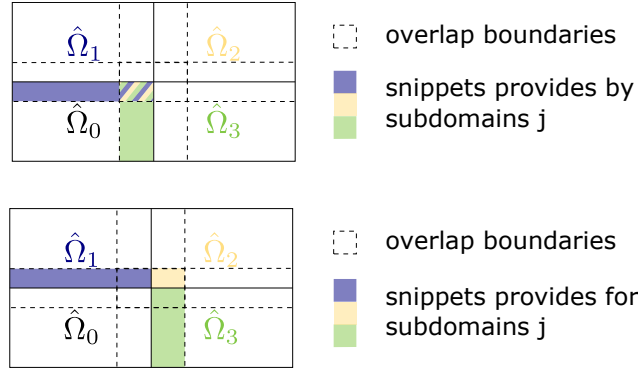 Ω̂₁ Ω̂₂ overlap boundaries
snippets provides by
Ω̂₀ Ω̂₃ subdomains j
Ω̂₁ Ω̂₂ overlap boundaries
snippets provides for
Ω̂₀ Ω̂₃ subdomains j